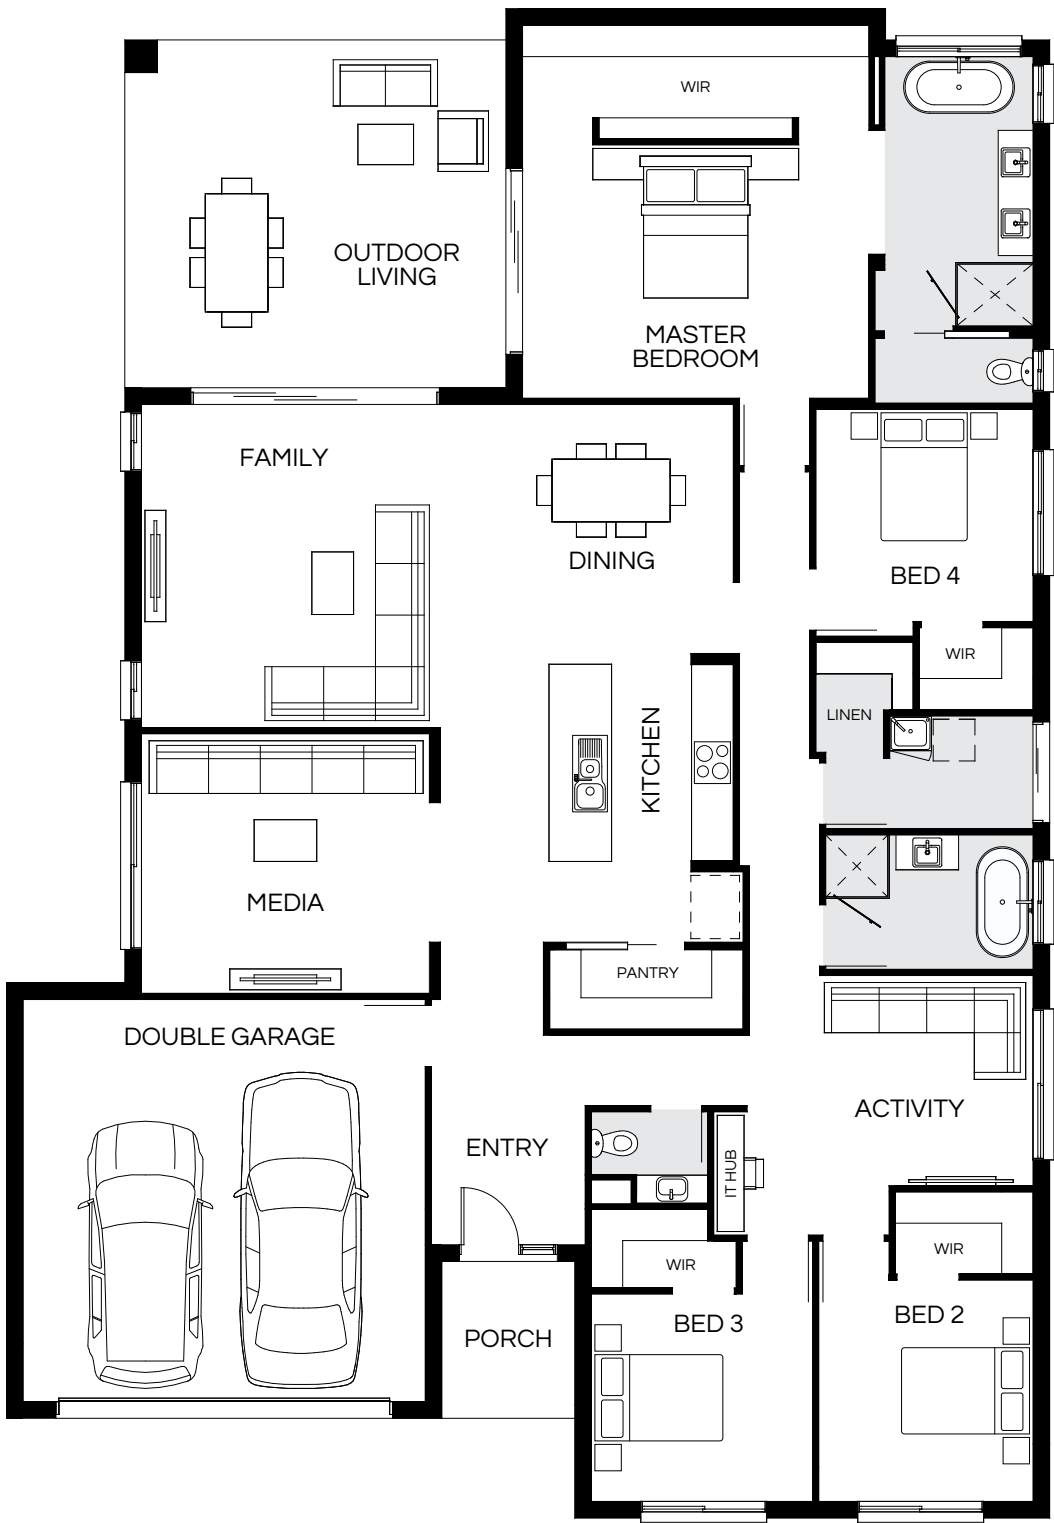 WIR
OUTDOOR
LIVING
MASTER
BEDROOM
FAMILY
DINING
BED 4
WIR
LINEN
KITCHEN
MEDIA
PANTRY
DOUBLE GARAGE
ACTIVITY
ENTRY
IT HUB
WIR
WIR
PORCH
BED 3
BED 2